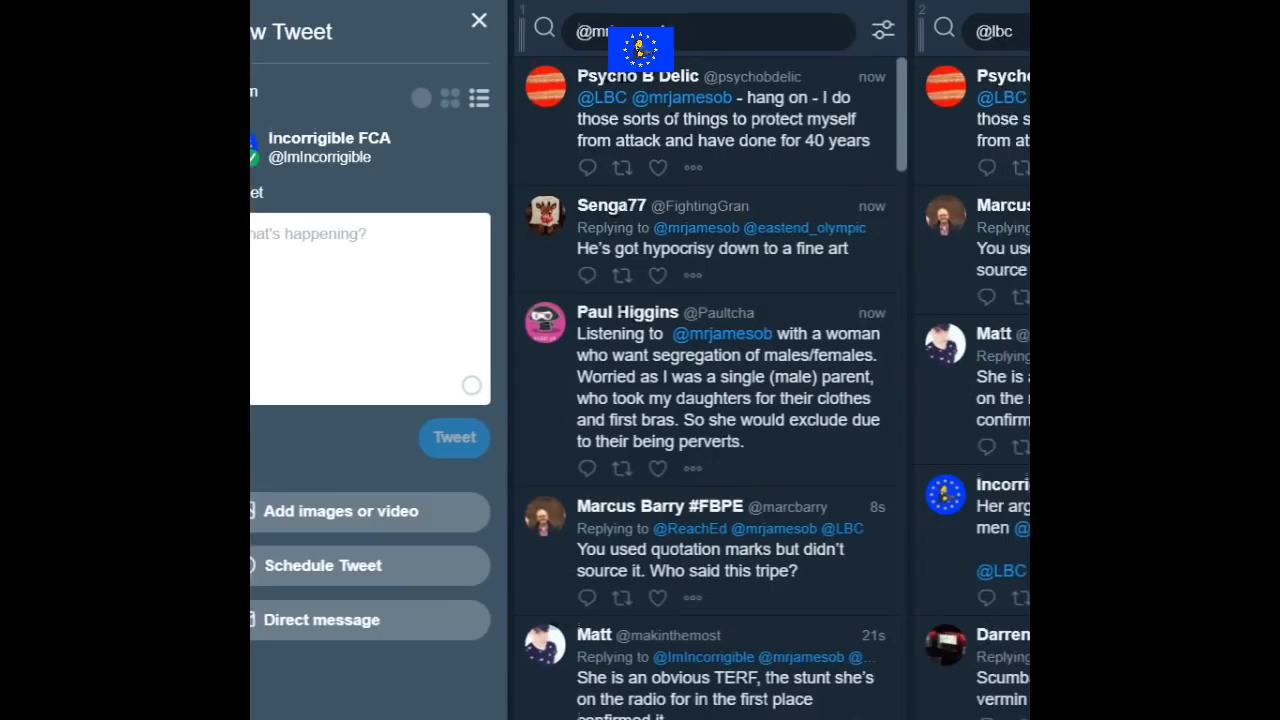 w Tweet
m
Incorrigible FCA
@ImIncorrigible
et
hat's happening?
Tweet
Add images or video
Schedule Tweet
Direct message
1
Psycho B Delic @psychobdelic now
@LBC @mrjamesob - hang on - I do
those sorts of things to protect myself
from attack and have done for 40 years
Senga77 @FightingGran now
Replying to @mrjamesob @eastend_olympic
He's got hypocrisy down to a fine art
Paul Higgins @Paultcha now
Listening to @mrjamesob with a woman
who want segregation of males/females.
Worried as I was a single (male) parent,
who took my daughters for their clothes
and first bras. So she would exclude due
to their being perverts.
Marcus Barry #FBPE @marcbarry 8s
Replying to @ReachEd @mrjamesob @LBC
You used quotation marks but didn't
source it. Who said this tripe?
Matt @makinthemost 21s
Replying to @ImIncorrigible @mrjamesob @...
She is an obvious TERF, the stunt she's
on the radio for in the first place
confirmed it
2
@lbc
Psycho
@LBC
those s
from at
Marcus
Replying
You use
source
Matt @
Replying
She is
on the
confirm
Incorri
Her arg
men @
@LBC
Darren
Replying
Scumb
vermin